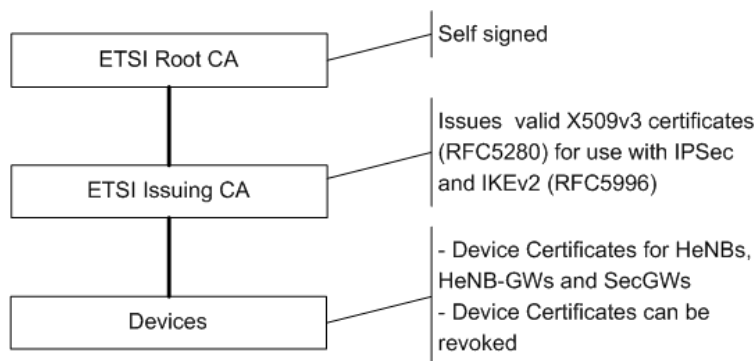 ETSI Root CA
Self signed
ETSI Issuing CA
Issues valid X509v3 certificates
(RFC5280) for use with IPSec
and IKEv2 (RFC5996)
Devices
- Device Certificates for HeNBs,
HeNB-GWs and SecGWs
- Device Certificates can be
revoked